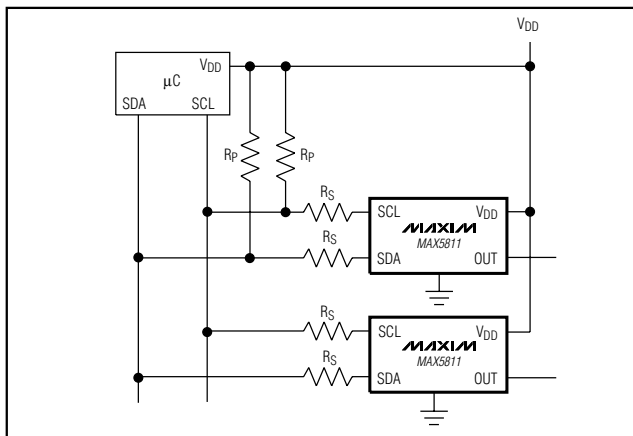 VDD
VDD
μC
SDA SCL
RP RP
RS
SCL VDD
MAXIM
MAX5811
RS
SDA OUT
RS
SCL VDD
MAXIM
MAX5811
RS
SDA OUT